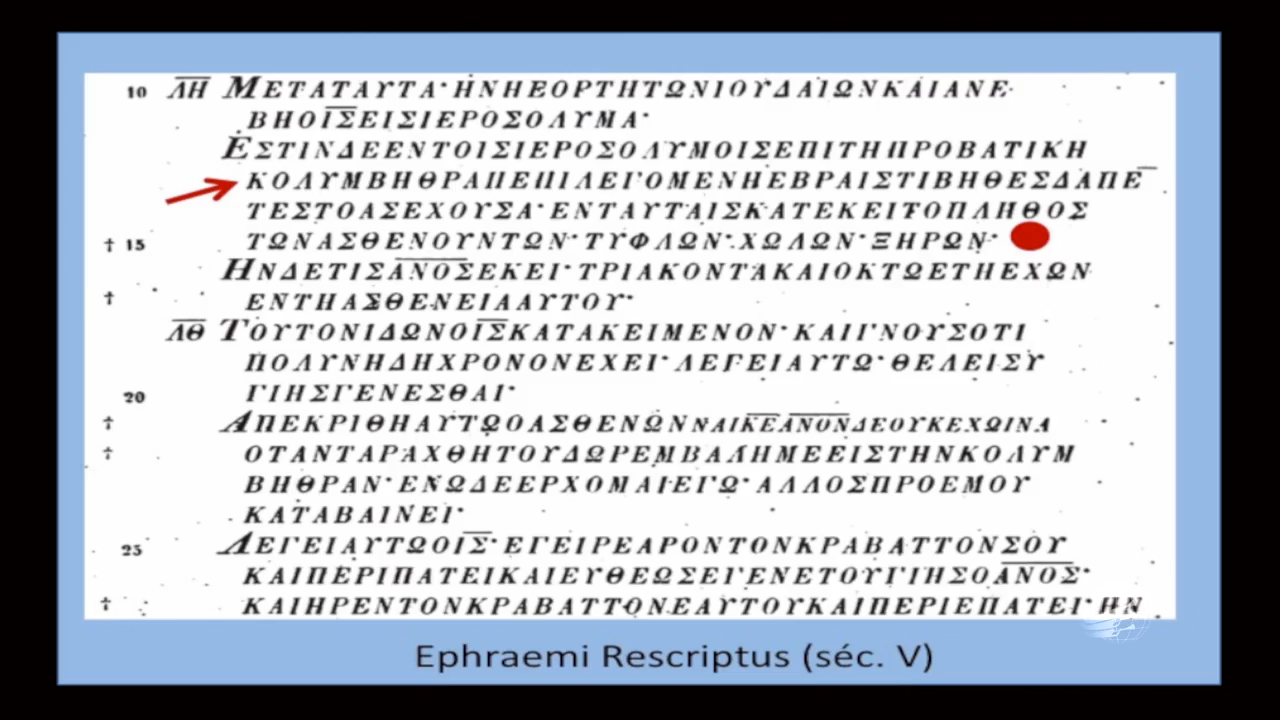 10 ΛΗ ΜΕΤΑΤΑΥΤΑ· ΗΝΗΕΟΡΤΗΤΩΝΙΟΥΔΑΙΩΝΚΑΙΑΝΕ
ΒΗΟΙΣΕΙΣΙΕΡΟΣΟΛΥΜΑ·
ΕΣΤΙΝΔΕΕΝΤΟΙΣΙΕΡΟΣΟΛΥΜΟΙΣΕΠΙΤΗΠΡΟΒΑΤΙΚΗ
ΚΟΛΥΜΒΗΘΡΑΠΕΠΙΛΕΓΟΜΕΝΗΕΒΡΑΙΣΤΙΒΗΘΕΣΔΑΠΕ
ΤΕΣΤΟΑΣΕΧΟΥΣΑ· ΕΝΤΑΥΤΑΙΣΚΑΤΕΚΕΙΤΟΠΛΗΘΟΣ
† 15 ΤΩΝΑΣΘΕΝΟΥΝΤΩΝ· ΤΥΦΛΩΝ· ΧΩΛΩΝ· ΞΗΡΩΝ·
ΗΝΔΕΤΙΣΑΝΟΣΕΚΕΙ· ΤΡΙΑΚΟΝΤΑΚΑΙΟΚΤΩΕΤΗΕΧΩΝ
† ΕΝΤΗΑΣΘΕΝΕΙΑΑΥΤΟΥ·
ΛΘ ΤΟΥΤΟΝΙΔΩΝΟΙΣΚΑΤΑΚΕΙΜΕΝΟΝ· ΚΑΙΓΝΟΥΣΟΤΙ
ΠΟΛΥΝΗΔΗΧΡΟΝΟΝΕΧΕΙ· ΛΕΓΕΙΑΥΤΩ· ΘΕΛΕΙΣΥ
20 ΓΙΗΣΓΕΝΕΣΘΑΙ·
† ΑΠΕΚΡΙΘΗΑΥΤΩΟΑΣΘΕΝΩΝΝΑΙΚΕΑΝΟΝΔΕΟΥΚΕΧΩΙΝΑ
† ΟΤΑΝΤΑΡΑΧΘΗΤΟΥΔΩΡΕΜΒΑΛΗΜΕΕΙΣΤΗΝΚΟΛΥΜ
ΒΗΘΡΑΝ· ΕΝΩΔΕΕΡΧΟΜΑΙΕΓΩ· ΑΛΛΟΣΠΡΟΕΜΟΥ
ΚΑΤΑΒΑΙΝΕΙ·
25 ΛΕΓΕΙΑΥΤΩΟΙΣ· ΕΓΕΙΡΕΑΡΟΝΤΟΝΚΡΑΒΑΤΤΟΝΣΟΥ
ΚΑΙΠΕΡΙΠΑΤΕΙΚΑΙΕΥΘΕΩΣΕΓΕΝΕΤΟΥΓΙΗΣΟΑΝΟΣ·
† ΚΑΙΗΡΕΝΤΟΝΚΡΑΒΑΤΤΟΝΕΑΥΤΟΥΚΑΙΠΕΡΙΕΠΑΤΕΙ· ΗΝ
Ephraemi Rescriptus (séc. V)